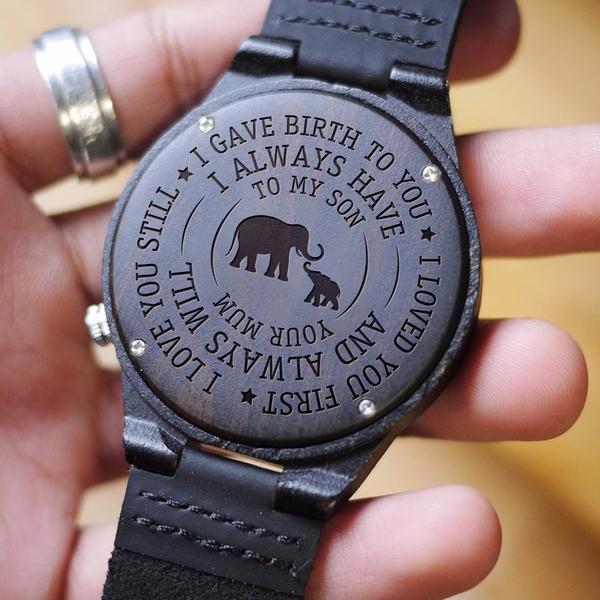 I GAVE BIRTH TO YOU ★ I LOVED YOU FIRST ★ I LOVE YOU STILL ★
I ALWAYS HAVE
AND ALWAYS WILL
TO MY SON
YOUR MUM